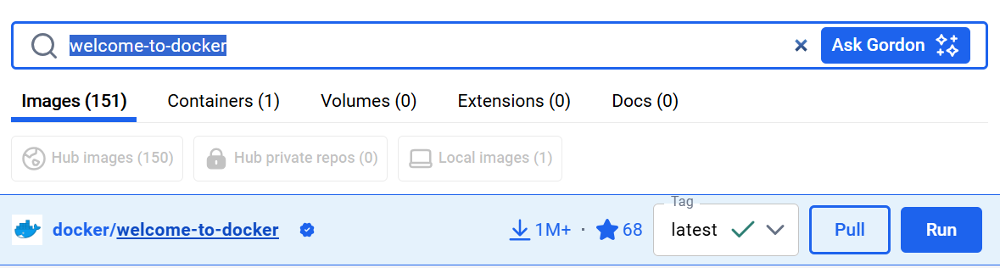 welcome-to-docker × Ask Gordon
Images (151) Containers (1) Volumes (0) Extensions (0) Docs (0)
Hub images (150) Hub private repos (0) Local images (1)
Tag
docker/welcome-to-docker 1M+ · 68 latest Pull Run